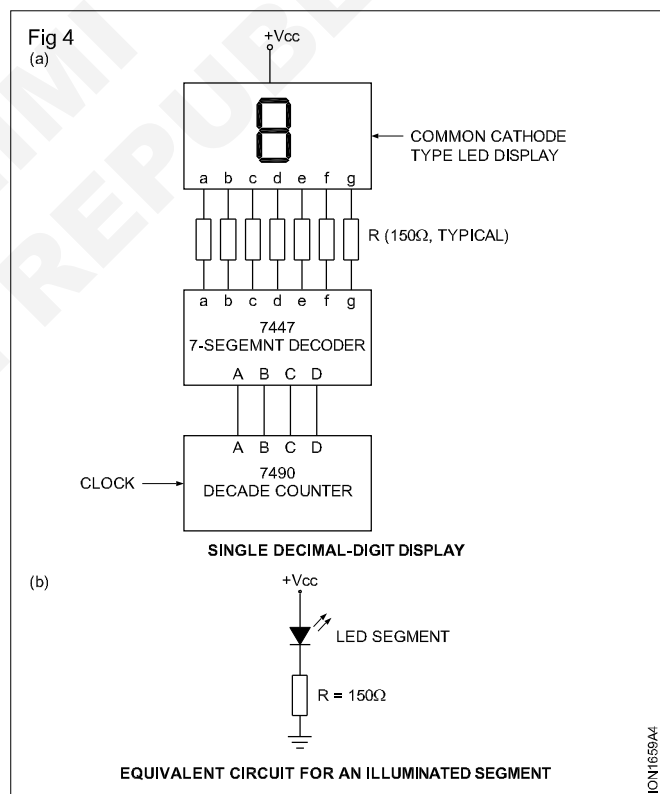 Fig 4
(a)
+Vcc
COMMON CATHODE
TYPE LED DISPLAY
a b c d e f g
R (150Ω, TYPICAL)
a b c d e f g
7447
7-SEGEMNT DECODER
A B C D
A B C D
7490
DECADE COUNTER
CLOCK
SINGLE DECIMAL-DIGIT DISPLAY
(b)
+Vcc
LED SEGMENT
R = 150Ω
EQUIVALENT CIRCUIT FOR AN ILLUMINATED SEGMENT
ION1659A4